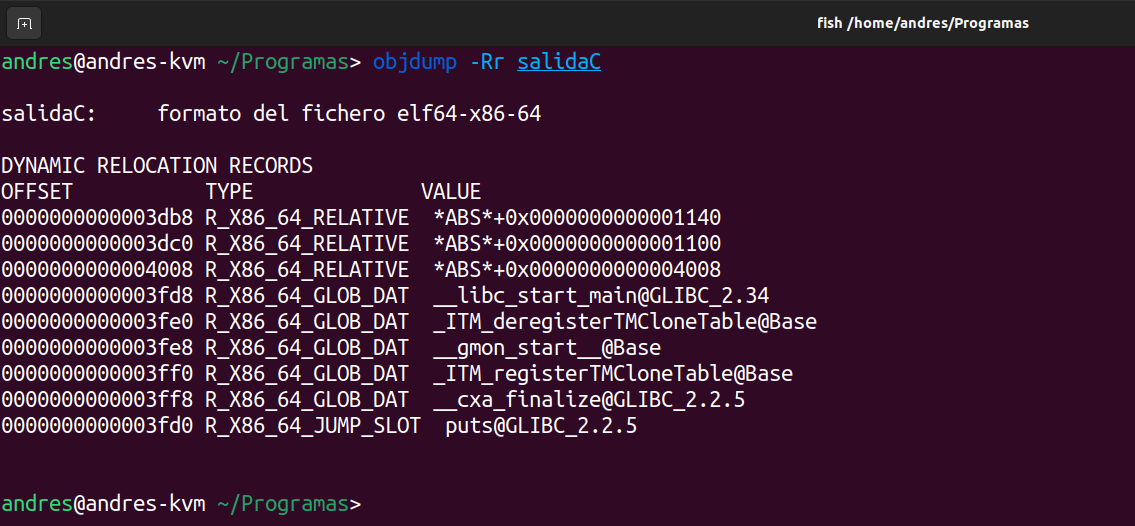 fish /home/andres/Programas
andres@andres-kvm ~/Programas> objdump -Rr salidaC
salidaC:     formato del fichero elf64-x86-64
DYNAMIC RELOCATION RECORDS
OFFSET           TYPE              VALUE
0000000000003db8 R_X86_64_RELATIVE  *ABS*+0x0000000000001140
0000000000003dc0 R_X86_64_RELATIVE  *ABS*+0x0000000000001100
0000000000004008 R_X86_64_RELATIVE  *ABS*+0x0000000000004008
0000000000003fd8 R_X86_64_GLOB_DAT  __libc_start_main@GLIBC_2.34
0000000000003fe0 R_X86_64_GLOB_DAT  _ITM_deregisterTMCloneTable@Base
0000000000003fe8 R_X86_64_GLOB_DAT  __gmon_start__@Base
0000000000003ff0 R_X86_64_GLOB_DAT  _ITM_registerTMCloneTable@Base
0000000000003ff8 R_X86_64_GLOB_DAT  __cxa_finalize@GLIBC_2.2.5
0000000000003fd0 R_X86_64_JUMP_SLOT  puts@GLIBC_2.2.5
andres@andres-kvm ~/Programas>